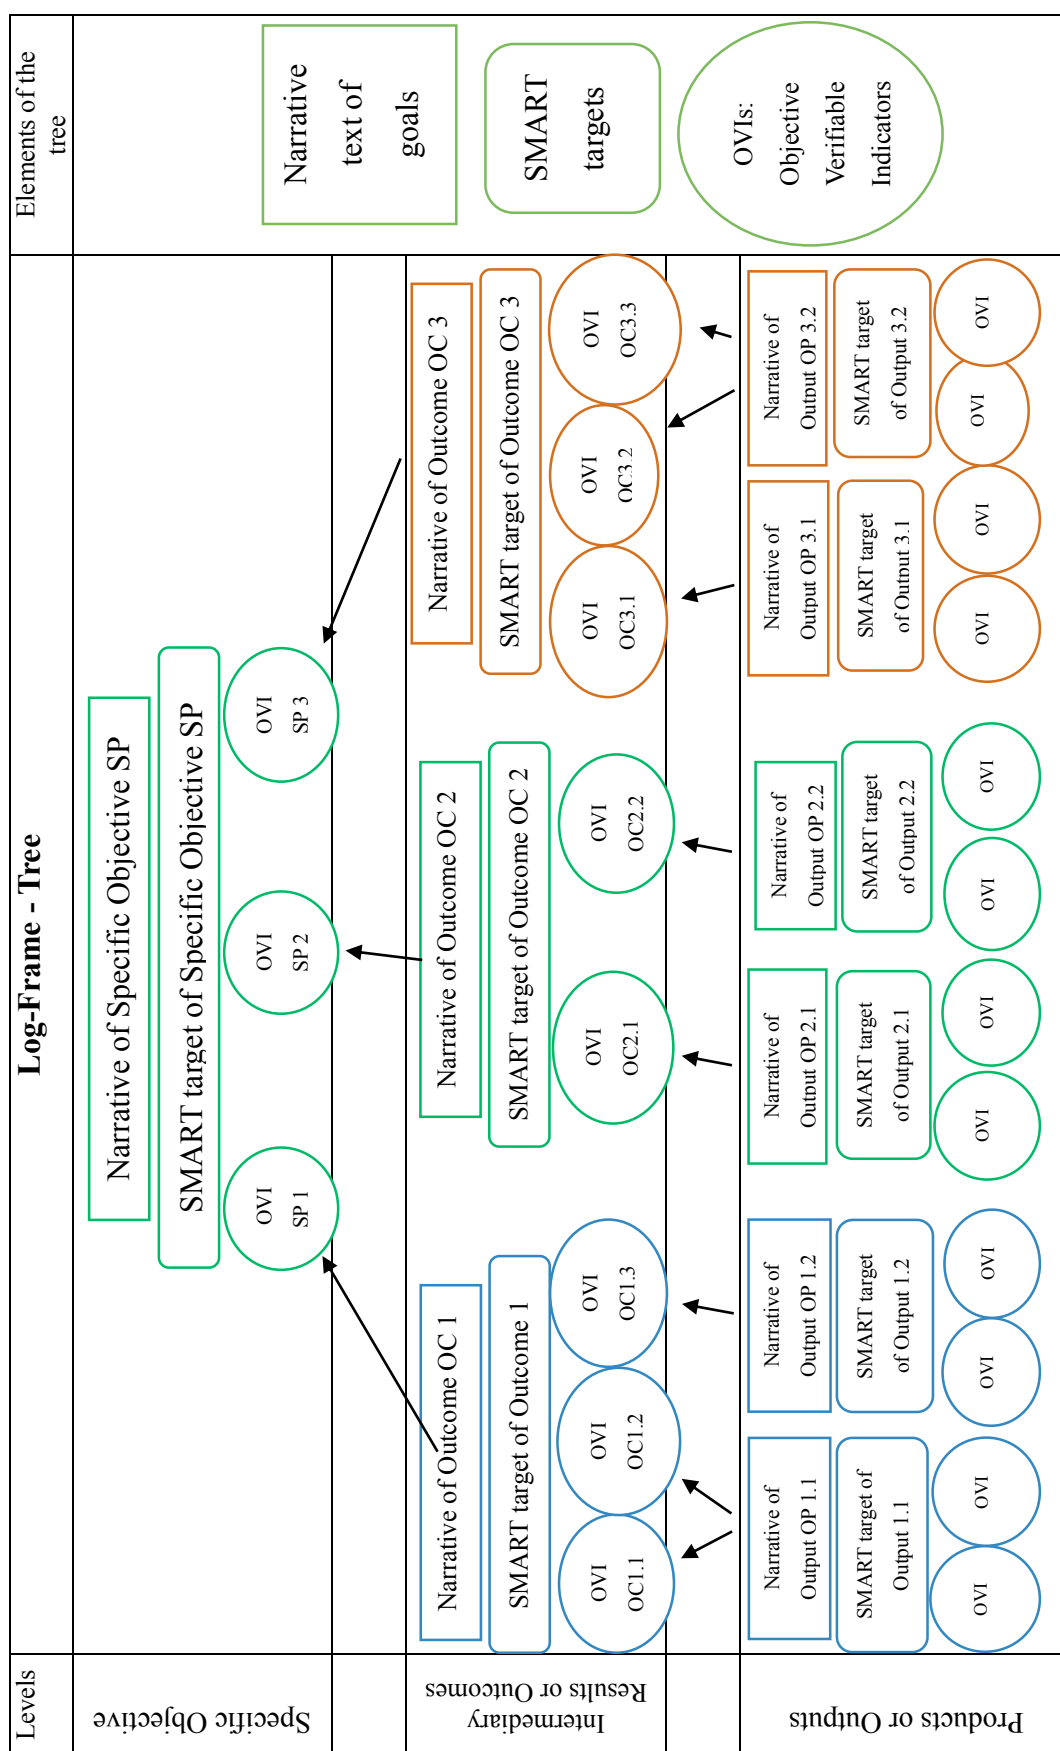 Levels
Log-Frame - Tree
Elements of the
tree
Specific Objective
Narrative of Specific Objective SP
SMART target of Specific Objective SP
OVI
SP 1
OVI
SP 2
OVI
SP 3
Narrative
text of
goals
Intermediary
Results or Outcomes
Narrative of Outcome OC 1
SMART target of Outcome 1
OVI
OC1.1
OVI
OC1.2
OVI
OC1.3
Narrative of Outcome OC 2
SMART target of Outcome OC 2
OVI
OC2.1
OVI
OC2.2
Narrative of Outcome OC 3
SMART target of Outcome OC 3
OVI
OC3.1
OVI
OC3.2
OVI
OC3.3
SMART
targets
Products or Outputs
Narrative of
Output OP 1.1
SMART target of
Output 1.1
OVI
OVI
Narrative of
Output OP 1.2
SMART target
of Output 1.2
OVI
OVI
Narrative of
Output OP 2.1
SMART target
of Output 2.1
OVI
OVI
Narrative of
Output OP 2.2
SMART target
of Output 2.2
OVI
OVI
Narrative of
Output OP 3.1
SMART target
of Output 3.1
OVI
OVI
Narrative of
Output OP 3.2
SMART target
of Output 3.2
OVI
OVI
OVIs:
Objective
Verifiable
Indicators